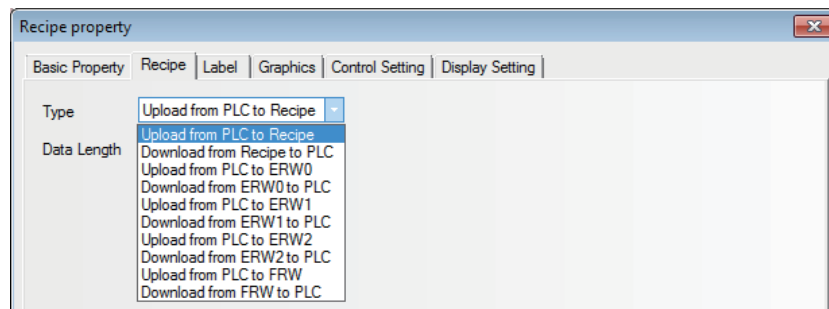 Recipe property
Basic Property Recipe Label Graphics Control Setting Display Setting
Type Upload from PLC to Recipe
Upload from PLC to Recipe
Data Length Download from Recipe to PLC
Upload from PLC to ERW0
Download from ERW0 to PLC
Upload from PLC to ERW1
Download from ERW1 to PLC
Upload from PLC to ERW2
Download from ERW2 to PLC
Upload from PLC to FRW
Download from FRW to PLC